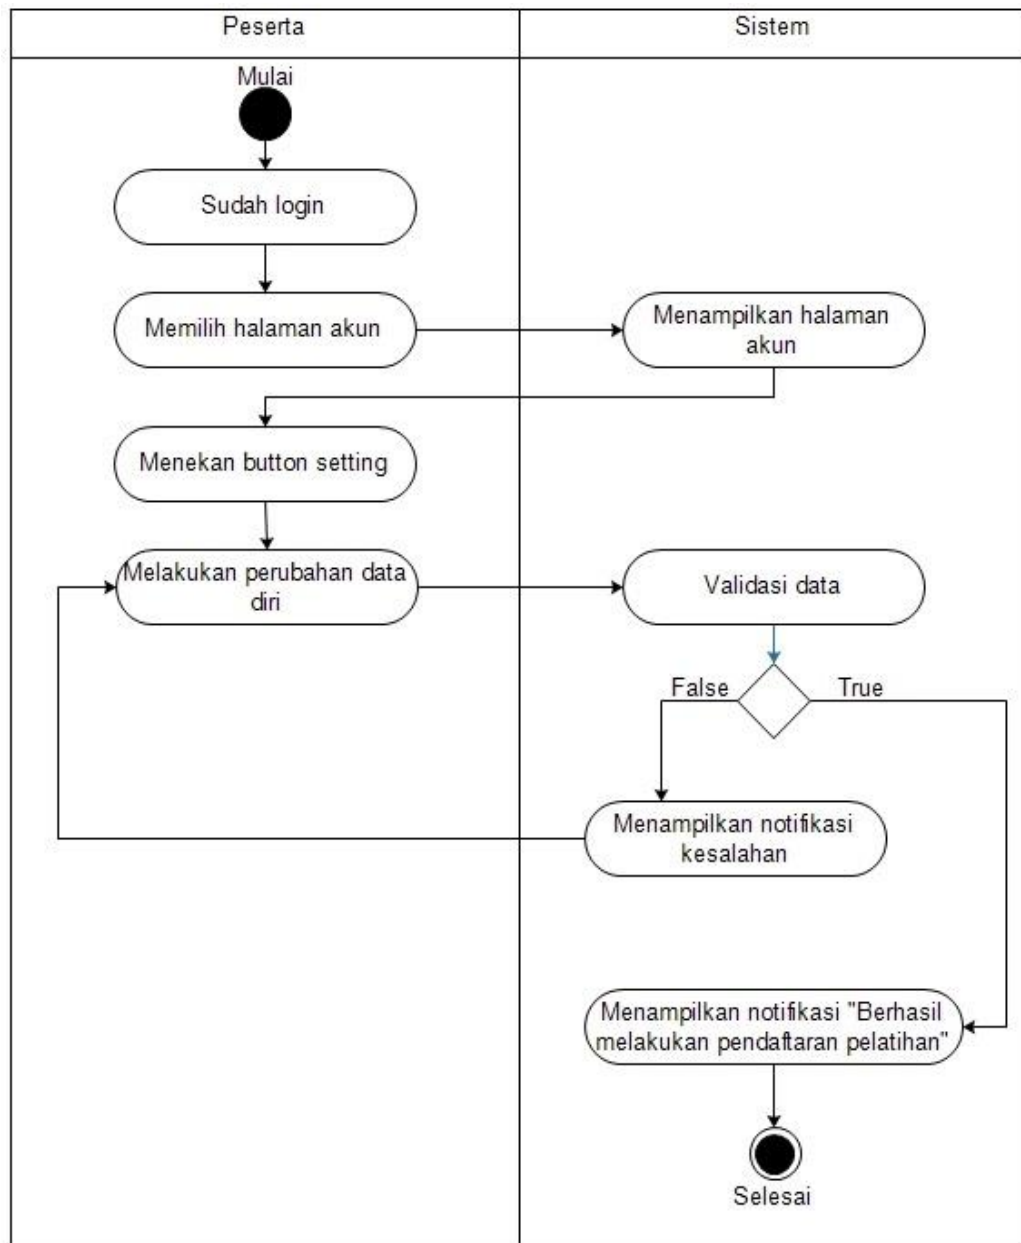 Peserta
Sistem
Mulai
Sudah login
Memilih halaman akun
Menampilkan halaman
akun
Menekan button setting
Melakukan perubahan data
diri
Validasi data
False
True
Menampilkan notifikasi
kesalahan
Menampilkan notifikasi "Berhasil
melakukan pendaftaran pelatihan"
Selesai